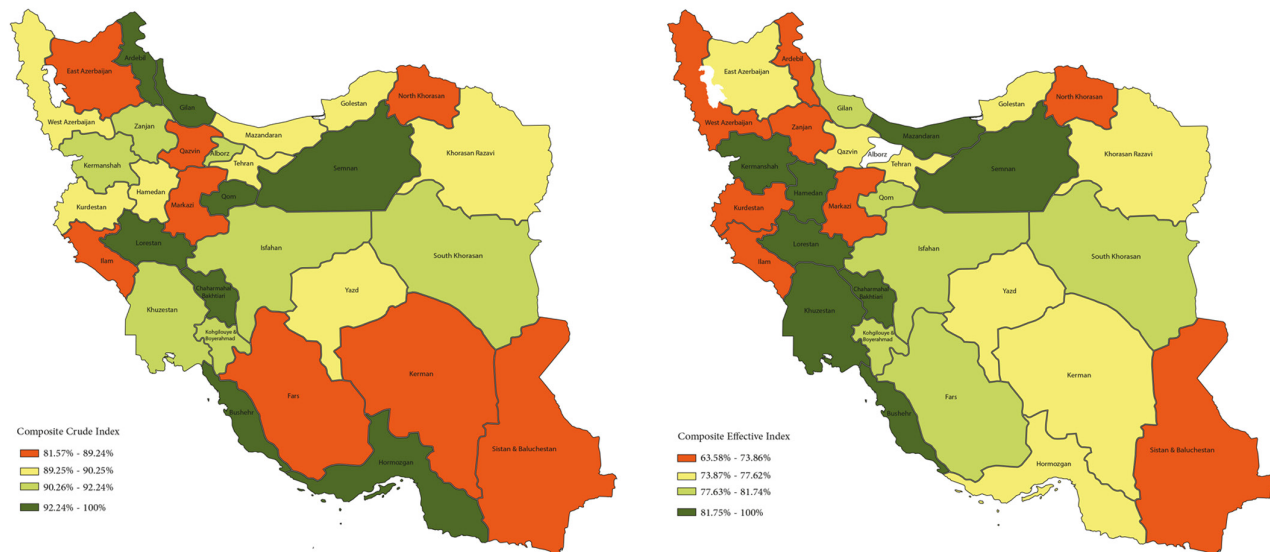 East Azerbaijan
Ardebil
Gilan
West Azerbaijan
Zanjan
Qazvin
Alborz
Mazandaran
Golestan
North Khorasan
Khorasan Razavi
Kermanshah
Hamedan
Tehran
Semnan
Kurdestan
Markazi
Qom
Lorestan
Ilam
Isfahan
South Khorasan
Khuzestan
Chaharmahal
Bakhtiari
Yazd
Kohgilouye &
Boyerahmad
Fars
Kerman
Bushehr
Hormozgan
Sistan & Baluchestan
Composite Crude Index
81.57% - 89.24%
89.25% - 90.25%
90.26% - 92.24%
92.24% - 100%
East Azerbaijan
Ardebil
Gilan
West Azerbaijan
Zanjan
Qazvin
Alborz
Mazandaran
Golestan
North Khorasan
Khorasan Razavi
Kermanshah
Hamedan
Tehran
Semnan
Kurdestan
Markazi
Qom
Lorestan
Ilam
Isfahan
South Khorasan
Khuzestan
Chaharmahal
Bakhtiari
Yazd
Kohgilouye &
Boyerahmad
Fars
Kerman
Bushehr
Hormozgan
Sistan & Baluchestan
Composite Effective Index
63.58% - 73.86%
73.87% - 77.62%
77.63% - 81.74%
81.75% - 100%